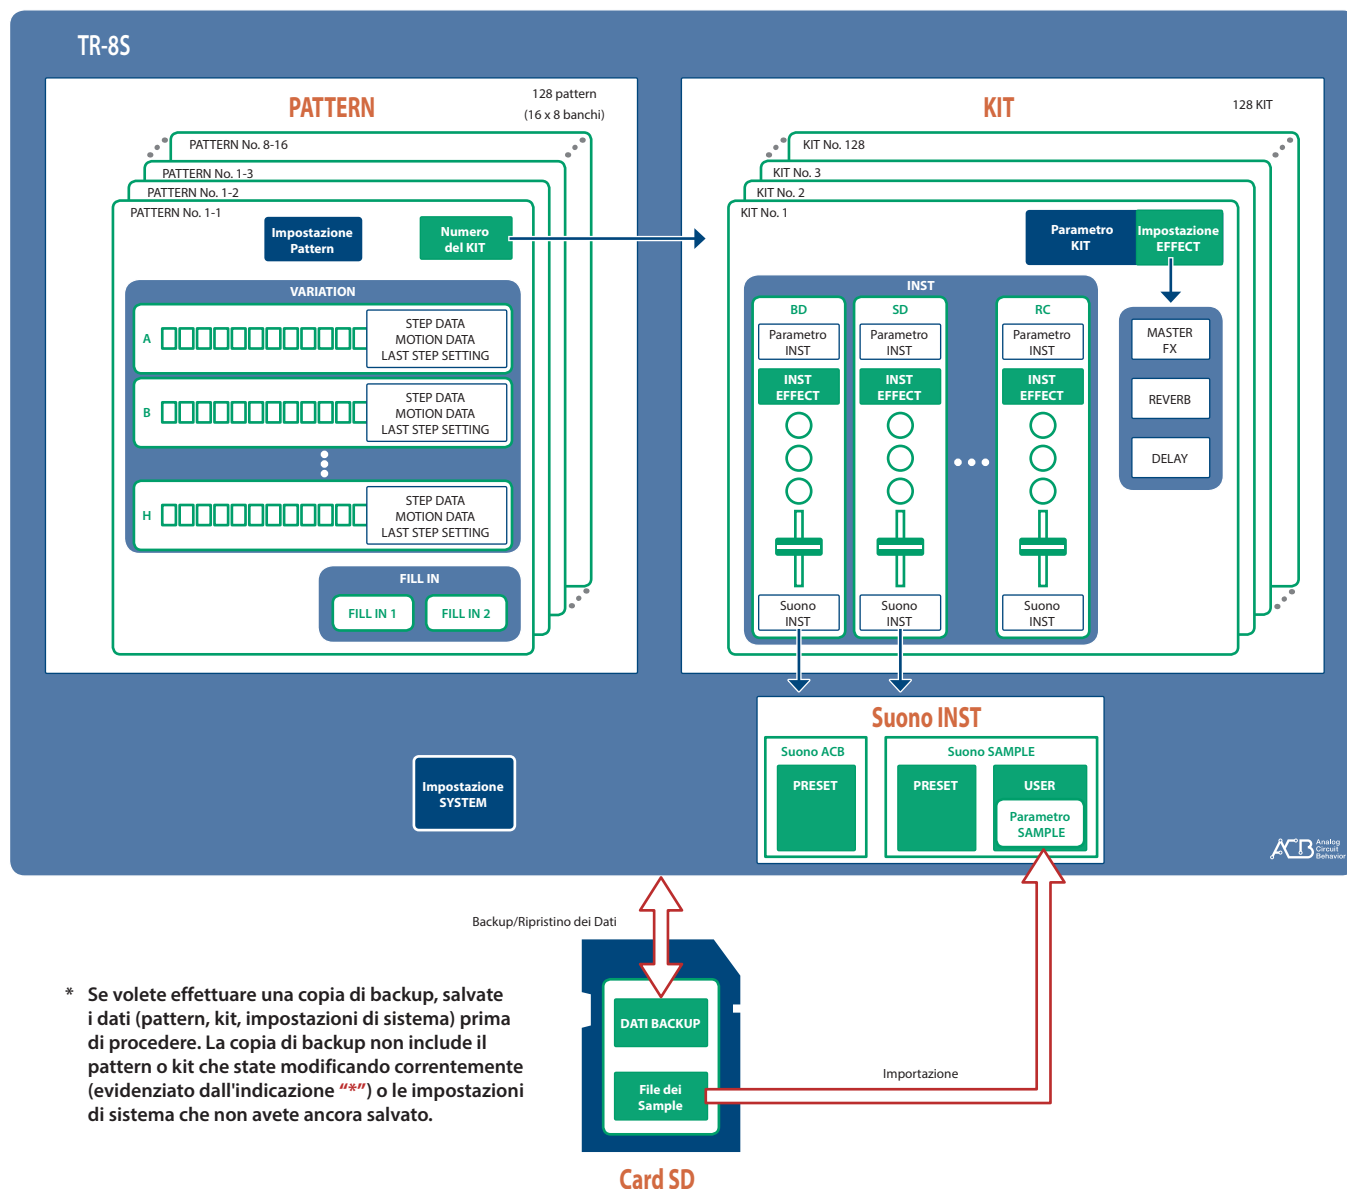 TR-8S
PATTERN
128 pattern
(16 x 8 banchi)
PATTERN No. 8-16
PATTERN No. 1-3
PATTERN No. 1-2
PATTERN No. 1-1
Impostazione
Pattern
Numero
del KIT
VARIATION
A
STEP DATA
MOTION DATA
LAST STEP SETTING
B
STEP DATA
MOTION DATA
LAST STEP SETTING
H
STEP DATA
MOTION DATA
LAST STEP SETTING
FILL IN
FILL IN 1
FILL IN 2
KIT
128 KIT
KIT No. 128
KIT No. 3
KIT No. 2
KIT No. 1
Parametro
KIT
Impostazione
EFFECT
INST
BD
Parametro
INST
INST
EFFECT
Suono
INST
SD
Parametro
INST
INST
EFFECT
Suono
INST
RC
Parametro
INST
INST
EFFECT
Suono
INST
MASTER
FX
REVERB
DELAY
Suono INST
Suono ACB
PRESET
Suono SAMPLE
PRESET
USER
Parametro
SAMPLE
Impostazione
SYSTEM
ACB
Analog
Circuit
Behavior
Backup/Ripristino dei Dati
* Se volete effettuare una copia di backup, salvate
i dati (pattern, kit, impostazioni di sistema) prima
di procedere. La copia di backup non include il
pattern o kit che state modificando correntemente
(evidenziato dall'indicazione “*”) o le impostazioni
di sistema che non avete ancora salvato.
DATI BACKUP
File dei
Sample
Importazione
Card SD